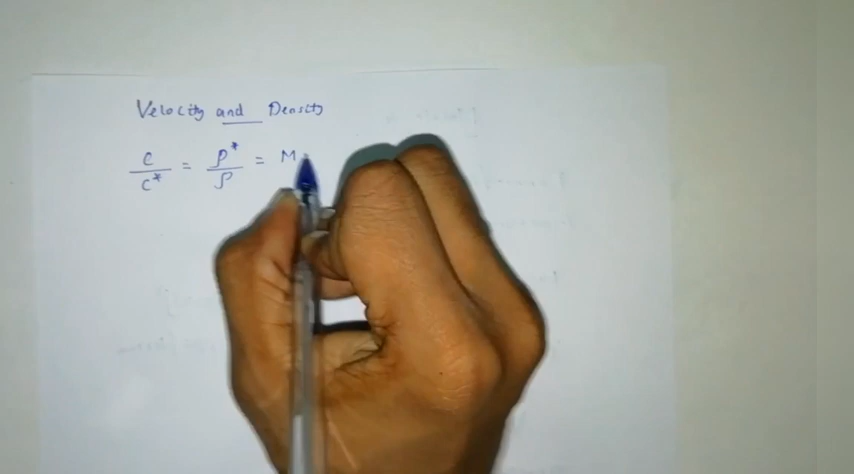 Velocity and Density
c/c* = ρ*/ρ = M